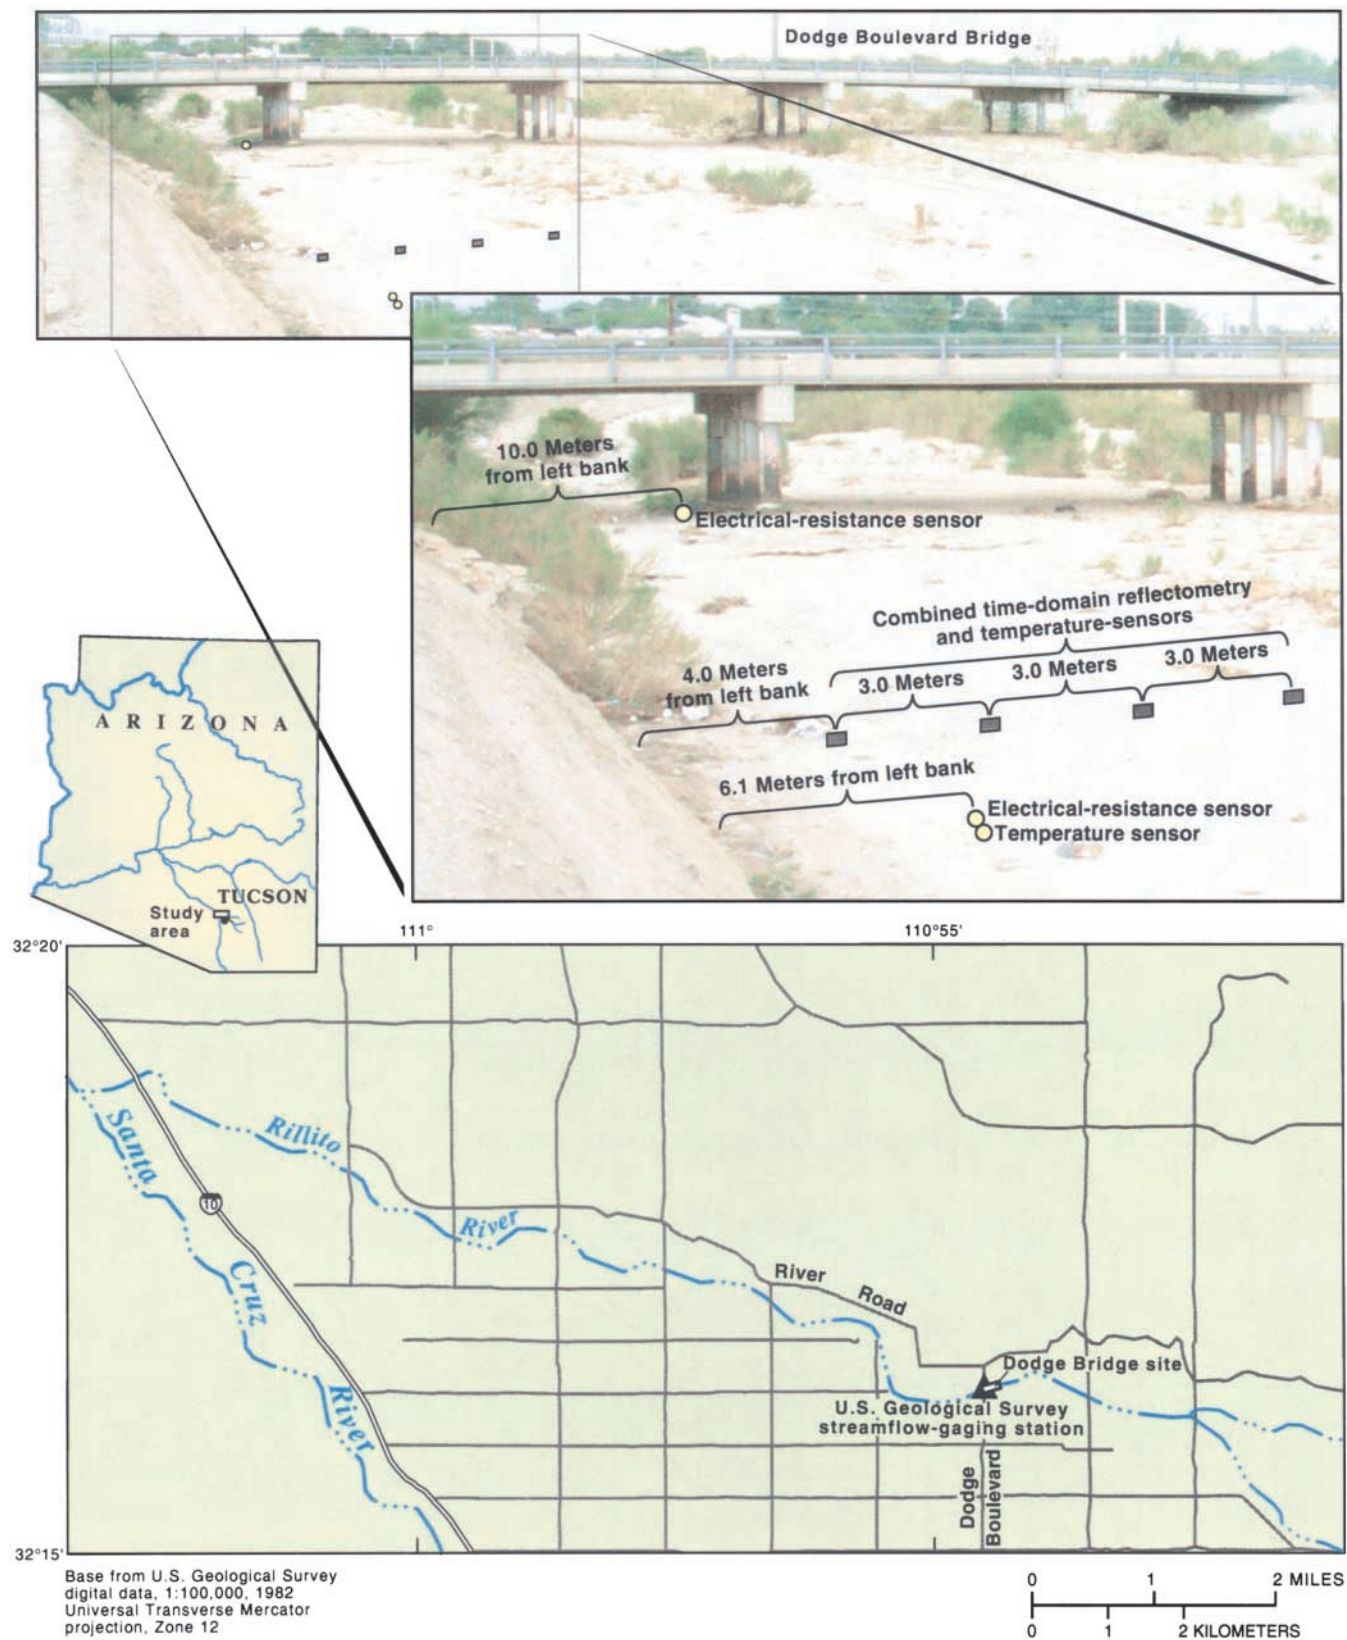 Dodge Boulevard Bridge
10.0 Meters
from left bank
Electrical-resistance sensor
Combined time-domain reflectometry
and temperature-sensors
4.0 Meters
from left bank
3.0 Meters
3.0 Meters
3.0 Meters
6.1 Meters from left bank
Electrical-resistance sensor
Temperature sensor
ARIZONA
TUCSON
Study
area
32°20'
111°
110°55'
Santa
Cruz
River
Rillito
River
10
River
Road
Dodge Bridge site
U.S. Geological Survey
streamflow-gaging station
Dodge
Boulevard
32°15'
Base from U.S. Geological Survey
digital data, 1:100,000, 1982
Universal Transverse Mercator
projection, Zone 12
0 1 2 MILES
0 1 2 KILOMETERS